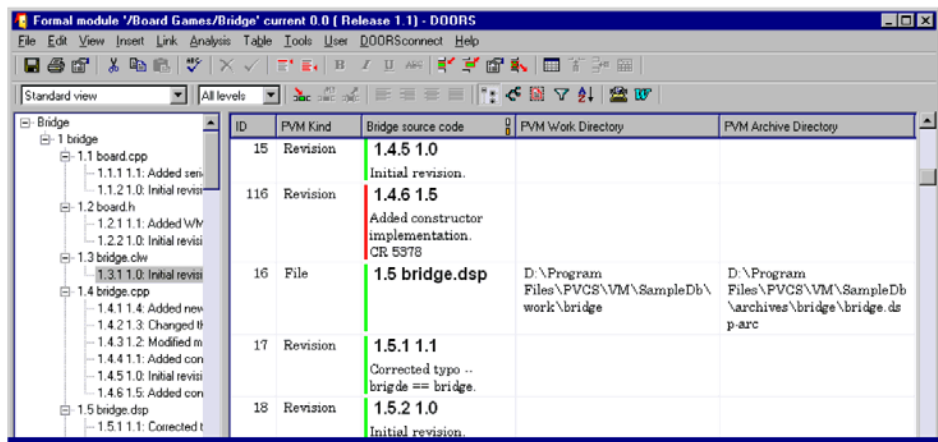 Formal module '/Board Games/Bridge' current 0.0 ( Release 1.1) - DOORS
File Edit View Insert Link Analysis Table Tools User DOORSconnect Help
Standard view All levels
Bridge
1 bridge
1.1 board.cpp
1.1.1 1.1: Added seri
1.1.2 1.0: Initial revisi
1.2 board.h
1.2.1 1.1: Added WM
1.2.2 1.0: Initial revisi
1.3 bridge.clw
1.3.1 1.0: Initial revisi
1.4 bridge.cpp
1.4.1 1.4: Added new
1.4.2 1.3: Changed th
1.4.3 1.2: Modified m
1.4.4 1.1: Added con
1.4.5 1.0: Initial revisi
1.4.6 1.5: Added con
1.5 bridge.dsp
1.5.1 1.1: Corrected t
ID PVM Kind Bridge source code PVM Work Directory PVM Archive Directory
15 Revision 1.4.5 1.0
Initial revision.
116 Revision 1.4.6 1.5
Added constructor
implementation.
CR 5378
16 File 1.5 bridge.dsp D:\Program D:\Program
Files\PVCS\VM\SampleDb\ Files\PVCS\VM\SampleDb
work\bridge \archives\bridge\bridge.ds
p-arc
17 Revision 1.5.1 1.1
Corrected typo --
brigde == bridge.
18 Revision 1.5.2 1.0
Initial revision.